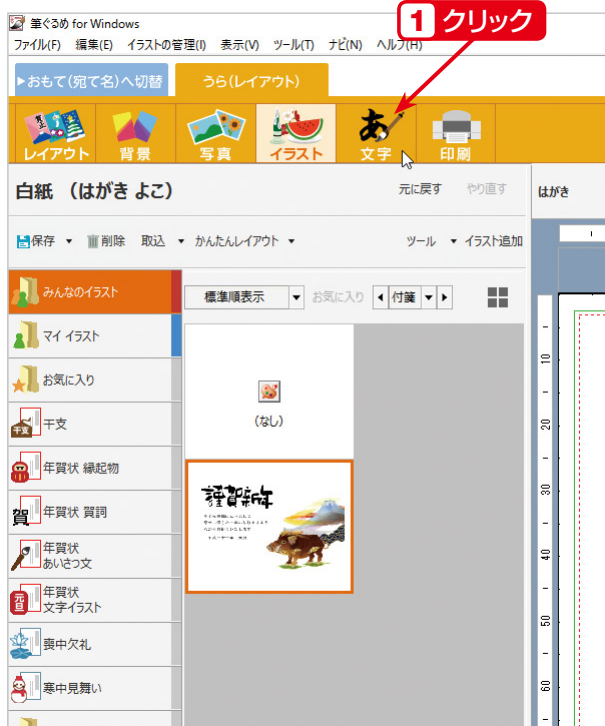 1 クリック
筆ぐるめ for Windows
ファイル(F) 編集(E) イラストの管理(I) 表示(V) ツール(T) ナビ(N) ヘルプ(H)
▶おもて(宛て名)へ切替 うら(レイアウト)
レイアウト 背景 写真 イラスト 文字 印刷
白紙 (はがき よこ) 元に戻す やり直す はがき
保存 ▼ 削除 取込 ▼ かんたんレイアウト ▼ ツール ▼ イラスト追加
みんなのイラスト
標準順表示 ▼ お気に入り ◀ 付箋 ▼ ▶
マイ イラスト
お気に入り
(なし)
干支
年賀状 縁起物
謹賀新年
年賀状 賀詞
年賀状
あいさつ文
年賀状
文字イラスト
喪中欠礼
寒中見舞い
10
20
30
40
50
60